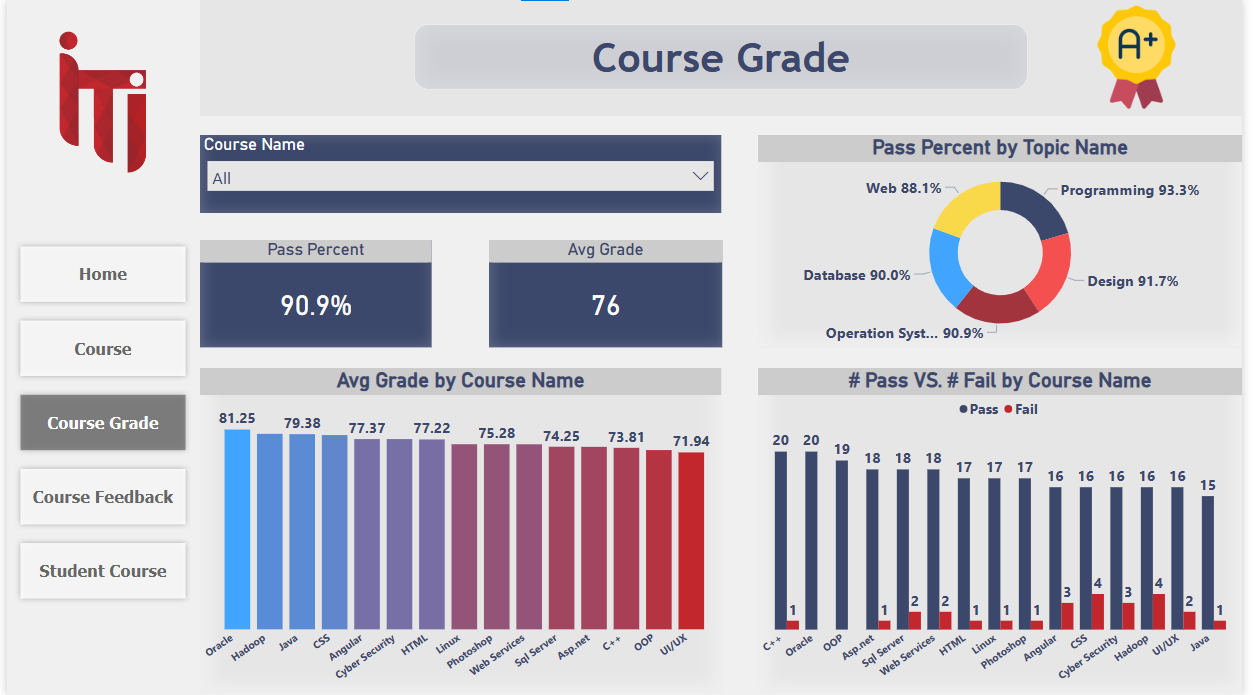 Course Grade
A+
iTi
Home
Course
Course Grade
Course Feedback
Student Course
Course Name
All
Pass Percent
90.9%
Avg Grade
76
Pass Percent by Topic Name
Web 88.1%
Programming 93.3%
Database 90.0%
Design 91.7%
Operation Syst... 90.9%
Avg Grade by Course Name
81.25 79.38 77.37 77.22 75.28 74.25 73.81 71.94
Oracle Hadoop Java CSS Angular Cyber Security HTML Linux Photoshop Web Services Sql Server Asp.net C++ OOP UI/UX
# Pass VS. # Fail by Course Name
Pass Fail
20 20 19 18 18 18 17 17 17 16 16 16 16 16 15
1 1 2 2 1 1 1 3 4 3 4 2 1
C++ Oracle OOP Asp.net Sql Server Web Services HTML Linux Photoshop Angular CSS Cyber Security Hadoop UI/UX Java